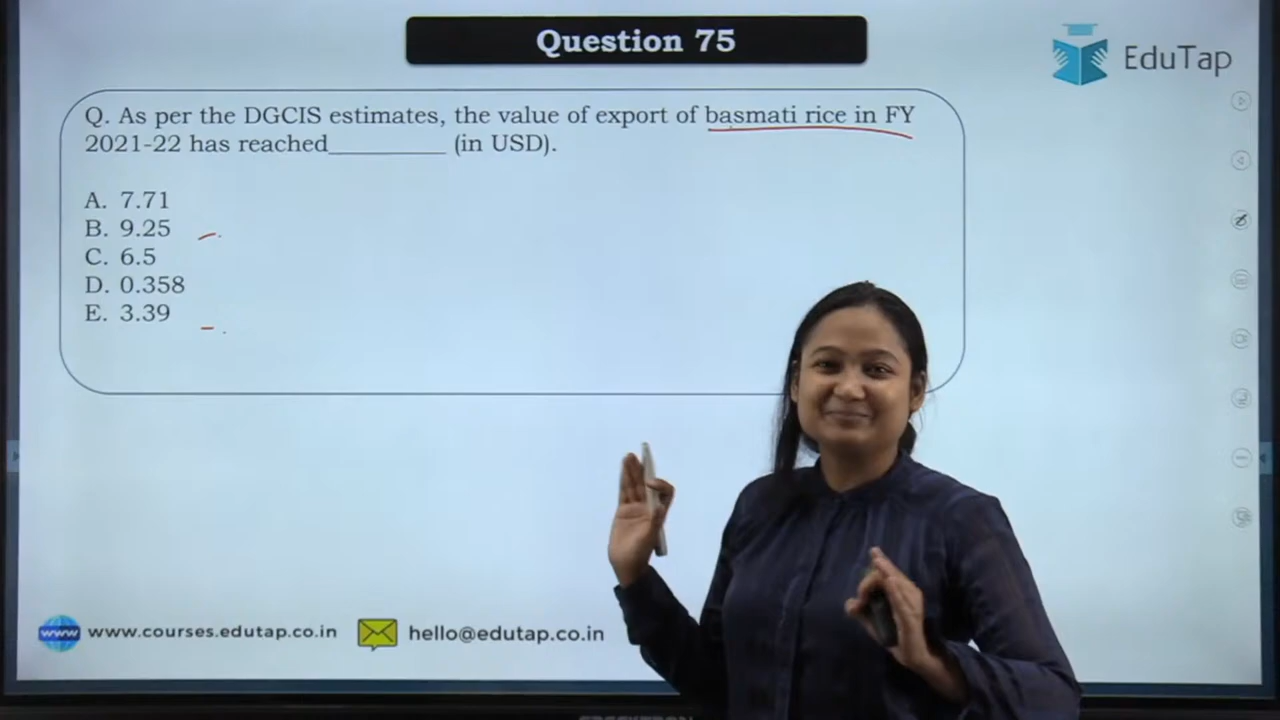 Question 75
EduTap
Q. As per the DGCIS estimates, the value of export of basmati rice in FY
2021-22 has reached_________ (in USD).
A. 7.71
B. 9.25
C. 6.5
D. 0.358
E. 3.39
www
www.courses.edutap.co.in
hello@edutap.co.in